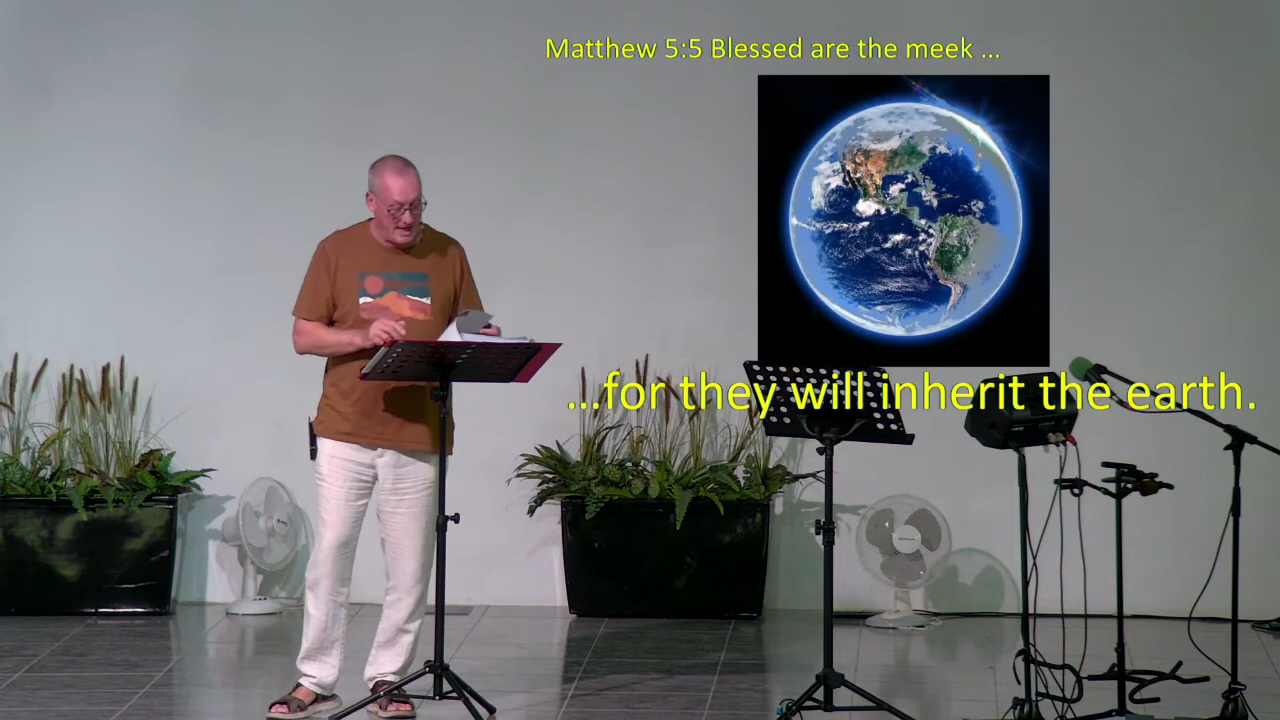 Matthew 5:5 Blessed are the meek ...
...for they will inherit the earth.